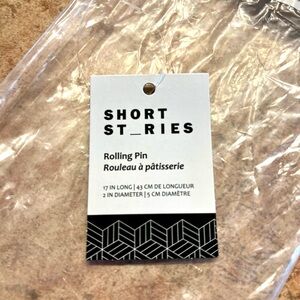 SHORT
ST_RIES
Rolling Pin
Rouleau à pâtisserie
17 IN LONG | 43 CM DE LONGUEUR
2 IN DIAMETER | 5 CM DIAMÈTRE